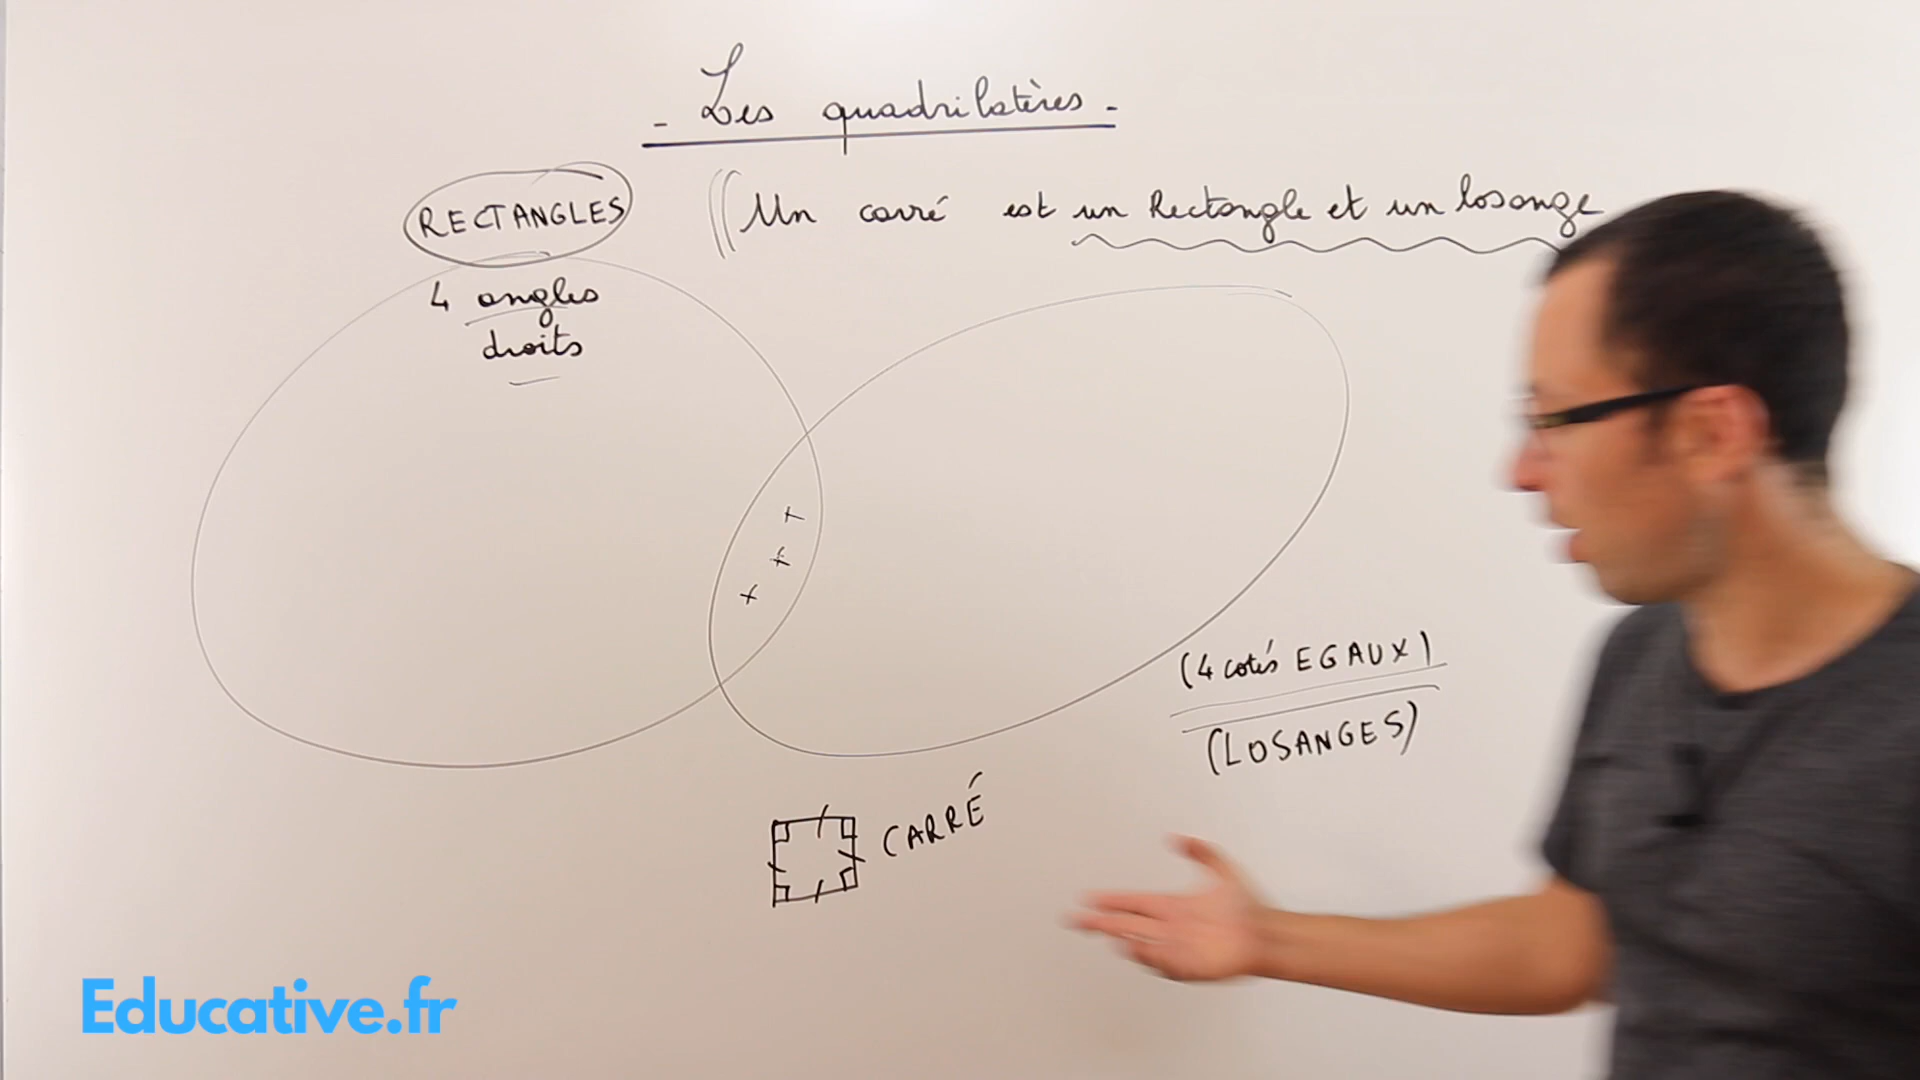 - Les quadrilatères -
RECTANGLES
Un carré est un Rectangle et un losange
4 angles
droits
(4 cotés EGAUX)
(LOSANGES)
CARRÉ
Educative.fr